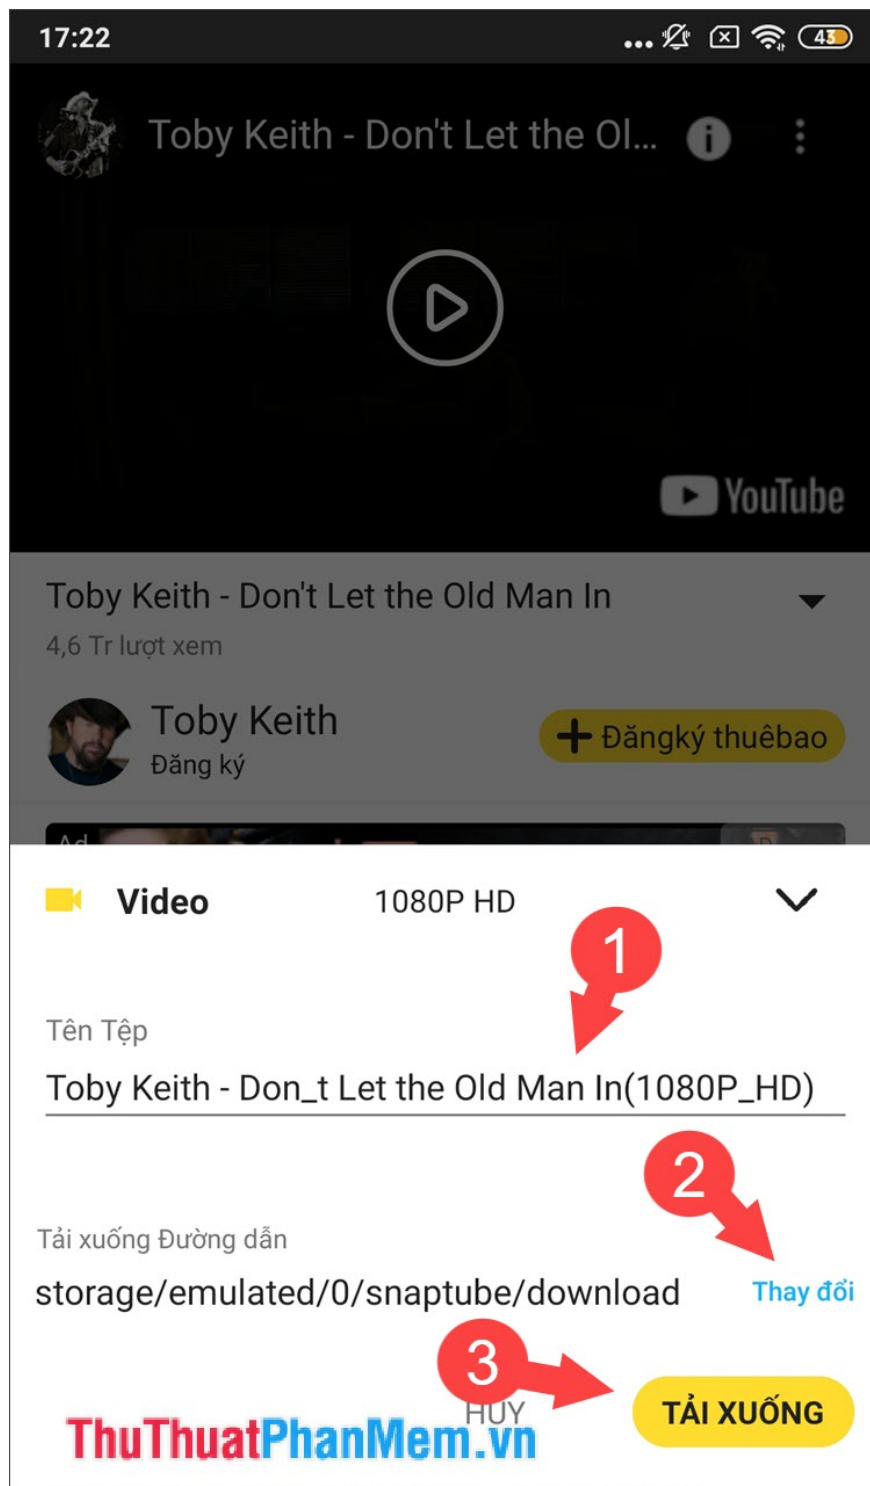 17:22
43
Toby Keith - Don't Let the Ol...
YouTube
Toby Keith - Don't Let the Old Man In
4,6 Tr lượt xem
Toby Keith
Đăng ký
Đăngký thuêbao
Ad
Video
1080P HD
1
Tên Tệp
Toby Keith - Don_t Let the Old Man In(1080P_HD)
2
Tải xuống Đường dẫn
storage/emulated/0/snaptube/download
Thay đổi
3
HỦY
TẢI XUỐNG
ThuThuatPhanMem.vn